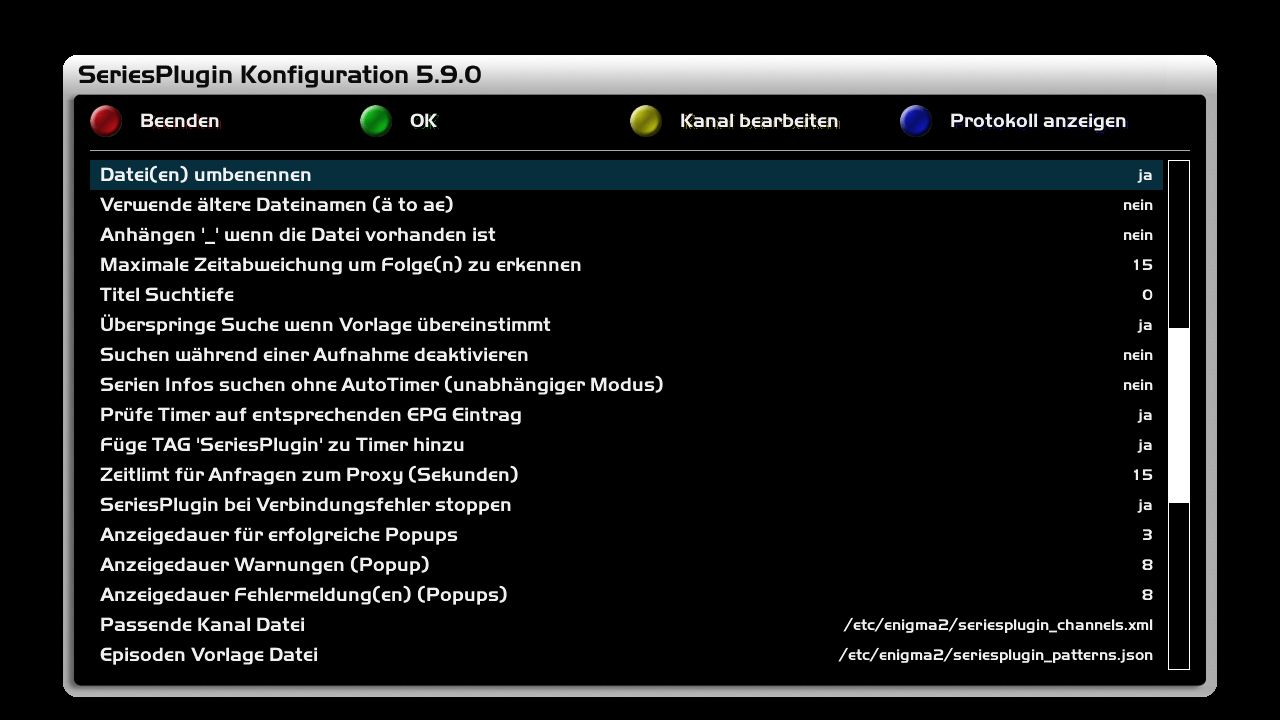 SeriesPlugin Konfiguration 5.9.0
Beenden OK Kanal bearbeiten Protokoll anzeigen
Datei(en) umbenennen ja
Verwende ältere Dateinamen (ä to ae) nein
Anhängen '_' wenn die Datei vorhanden ist nein
Maximale Zeitabweichung um Folge(n) zu erkennen 15
Titel Suchtiefe 0
Überspringe Suche wenn Vorlage übereinstimmt ja
Suchen während einer Aufnahme deaktivieren nein
Serien Infos suchen ohne AutoTimer (unabhängiger Modus) nein
Prüfe Timer auf entsprechenden EPG Eintrag ja
Füge TAG 'SeriesPlugin' zu Timer hinzu ja
Zeitlimt für Anfragen zum Proxy (Sekunden) 15
SeriesPlugin bei Verbindungsfehler stoppen ja
Anzeigedauer für erfolgreiche Popups 3
Anzeigedauer Warnungen (Popup) 8
Anzeigedauer Fehlermeldung(en) (Popups) 8
Passende Kanal Datei /etc/enigma2/seriesplugin_channels.xml
Episoden Vorlage Datei /etc/enigma2/seriesplugin_patterns.json